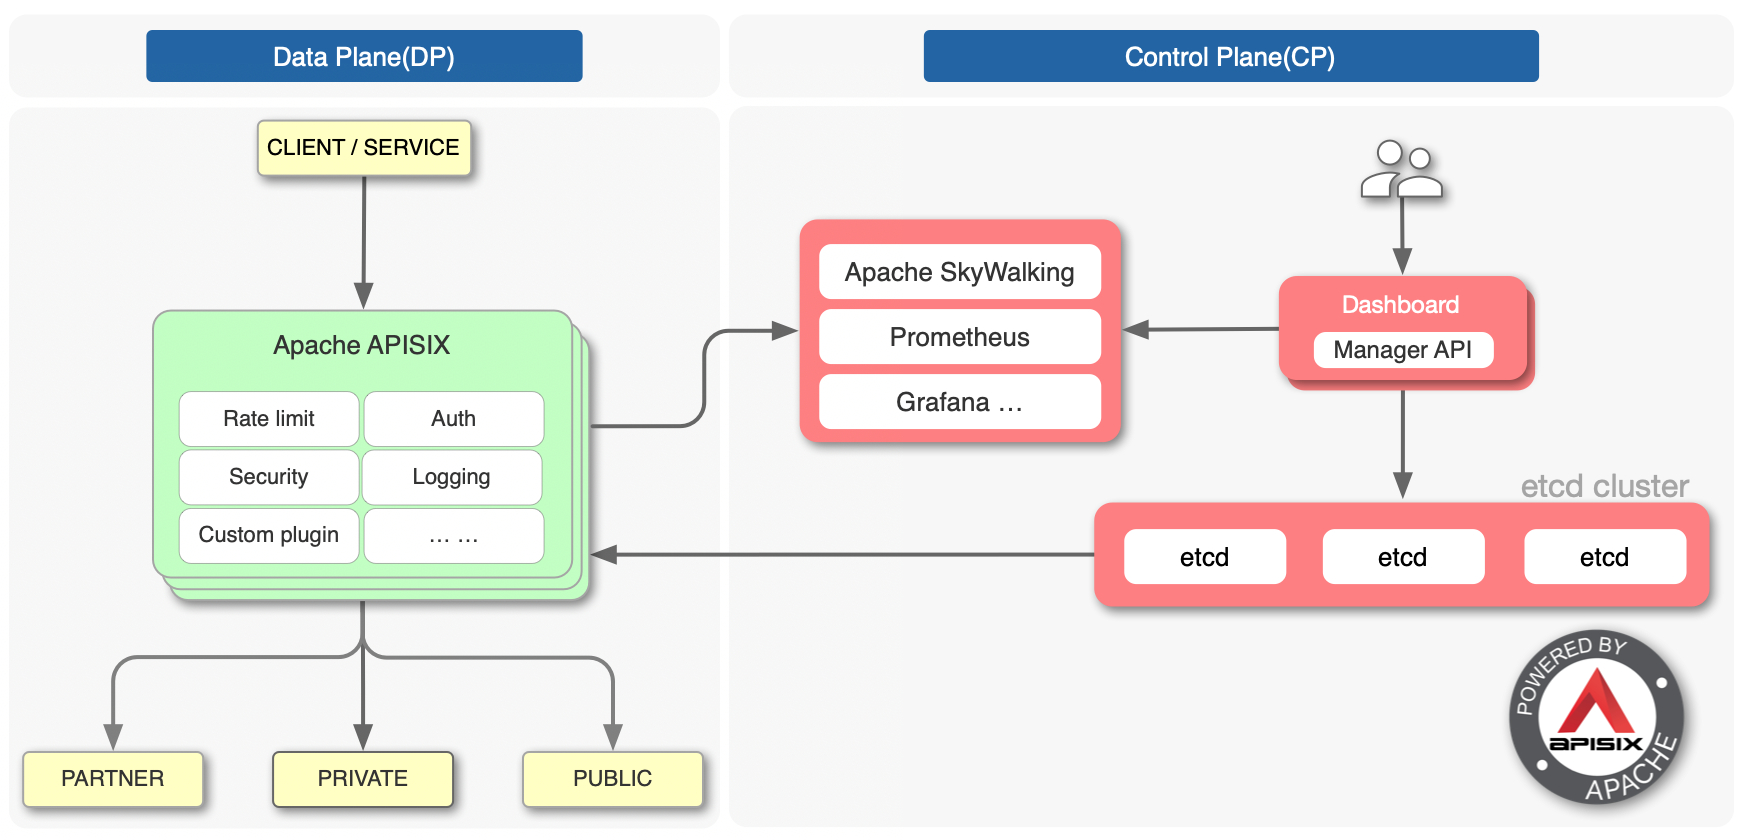 Data Plane(DP)
Control Plane(CP)
CLIENT / SERVICE
Apache APISIX
Rate limit
Auth
Security
Logging
Custom plugin
... ...
PARTNER
PRIVATE
PUBLIC
Apache SkyWalking
Prometheus
Grafana ...
Dashboard
Manager API
etcd cluster
etcd
etcd
etcd
POWERED BY
APISIX
APACHE